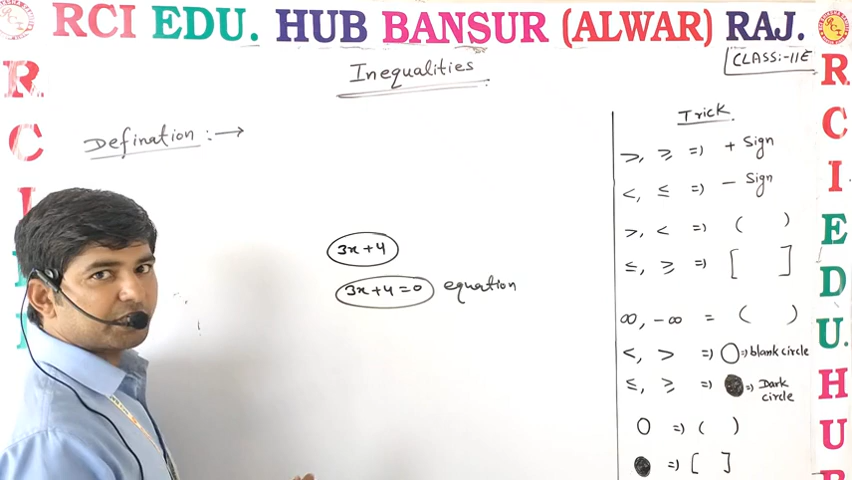 RCI EDU. HUB BANSUR (ALWAR) RAJ.
CLASS:-11E
Inequalities
Defination :→
3x+4
3x+4=0 equation
Trick
>, ≥ ⇒ + Sign
<, ≤ ⇒ - Sign
>, < ⇒ ( )
≤, ≥ ⇒ [ ]
∞, -∞ = ( )
<, > ⇒ ○ ⇒ blank circle
≤, ≥ ⇒ ● ⇒ Dark circle
○ ⇒ ( )
● ⇒ [ ]
R
C
I
R
C
I
E
D
U.
H
U